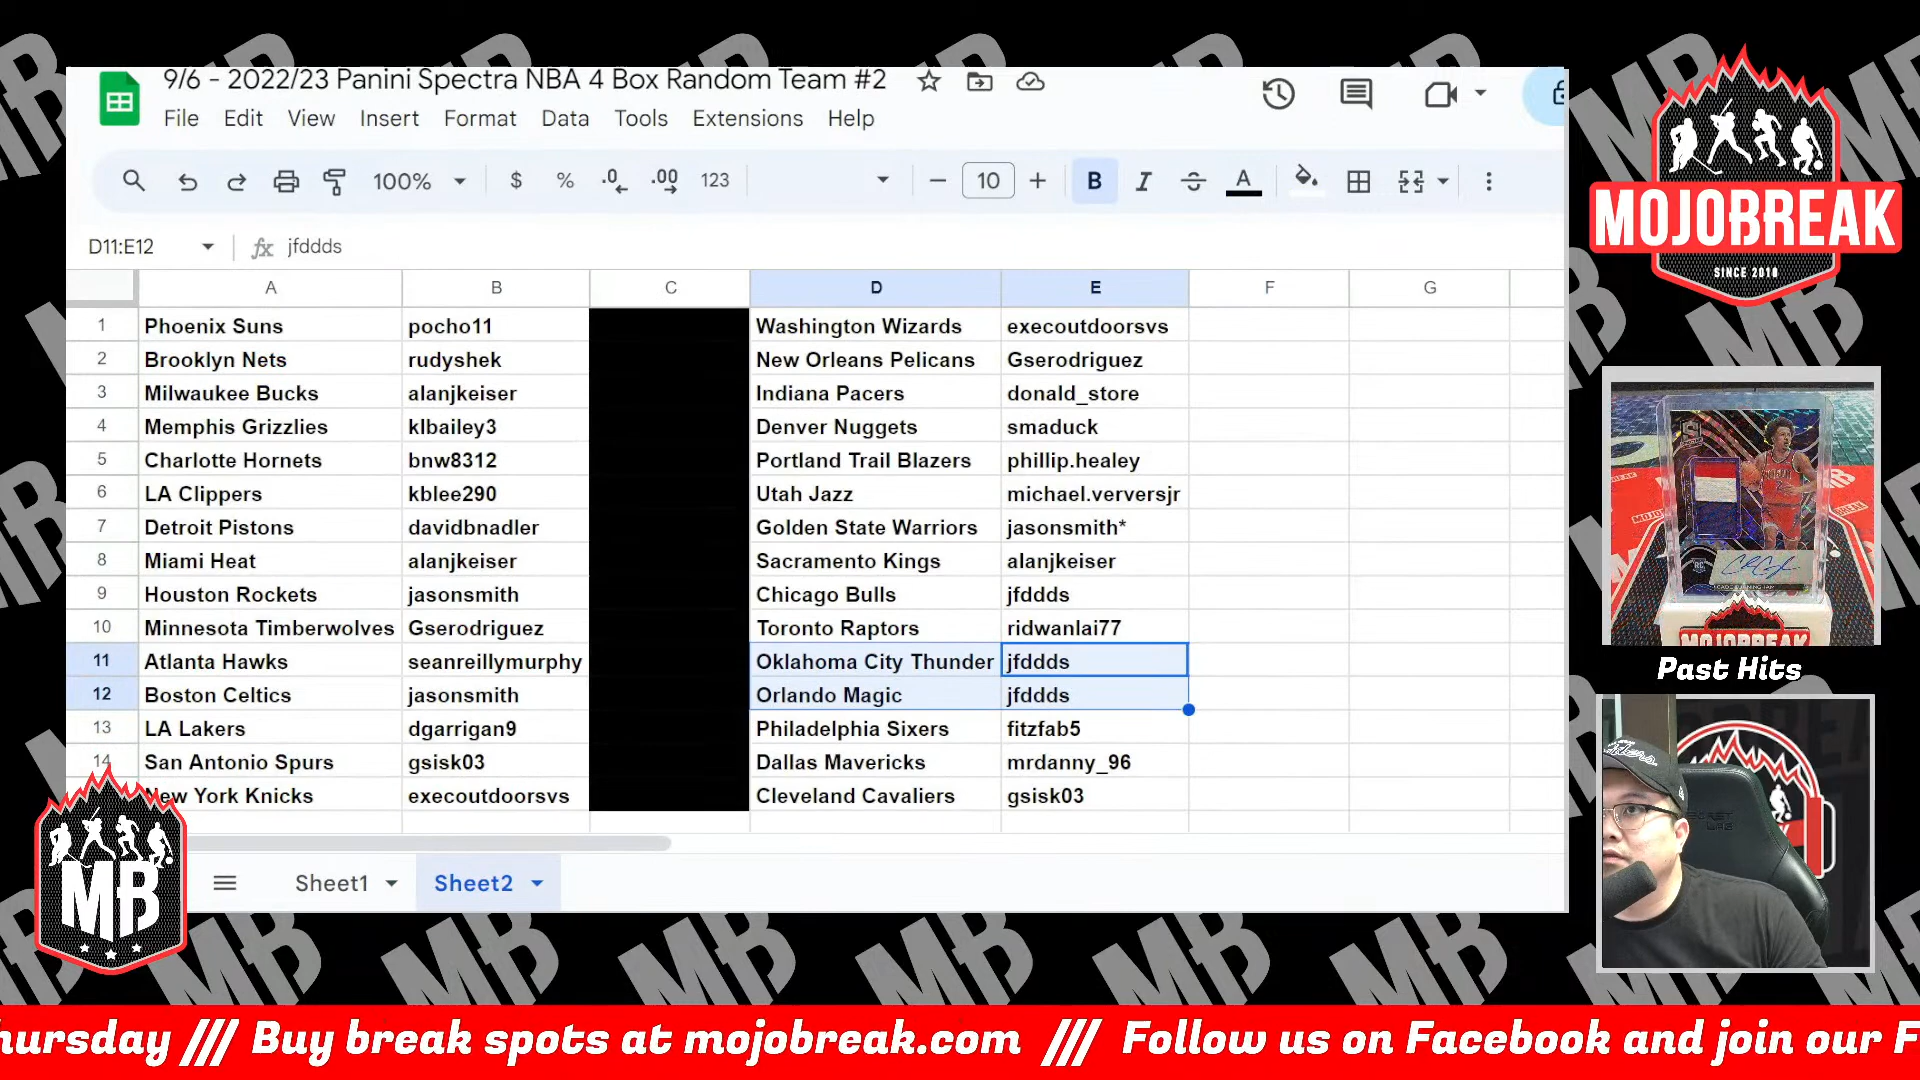 9/6 - 2022/23 Panini Spectra NBA 4 Box Random Team #2
File Edit View Insert Format Data Tools Extensions Help
100% $ % .0 .00 123 10 B I A
D11:E12 fx jfddds
A B C D E F G
1 Phoenix Suns pocho11 Washington Wizards execoutdoorsvs
2 Brooklyn Nets rudyshek New Orleans Pelicans Gserodriguez
3 Milwaukee Bucks alanjkeiser Indiana Pacers donald_store
4 Memphis Grizzlies klbailey3 Denver Nuggets smaduck
5 Charlotte Hornets bnw8312 Portland Trail Blazers phillip.healey
6 LA Clippers kblee290 Utah Jazz michael.verversjr
7 Detroit Pistons davidbnadler Golden State Warriors jasonsmith*
8 Miami Heat alanjkeiser Sacramento Kings alanjkeiser
9 Houston Rockets jasonsmith Chicago Bulls jfddds
10 Minnesota Timberwolves Gserodriguez Toronto Raptors ridwanlai77
11 Atlanta Hawks seanreillymurphy Oklahoma City Thunder jfddds
12 Boston Celtics jasonsmith Orlando Magic jfddds
13 LA Lakers dgarrigan9 Philadelphia Sixers fitzfab5
14 San Antonio Spurs gsisk03 Dallas Mavericks mrdanny_96
New York Knicks execoutdoorsvs Cleveland Cavaliers gsisk03
Sheet1 Sheet2
MB
MOJOBREAK
SINCE 2010
MOJOBREAK
Past Hits
hursday /// Buy break spots at mojobreak.com /// Follow us on Facebook and join our F